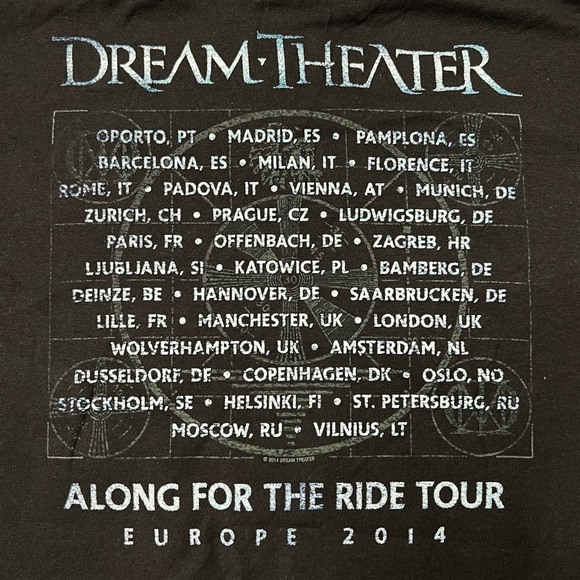 DREAM·THEATER
OPORTO, PT • MADRID, ES • PAMPLONA, ES
BARCELONA, ES • MILAN, IT • FLORENCE, IT
ROME, IT • PADOVA, IT • VIENNA, AT • MUNICH, DE
ZURICH, CH • PRAGUE, CZ • LUDWIGSBURG, DE
PARIS, FR • OFFENBACH, DE • ZAGREB, HR
LJUBLJANA, SI • KATOWICE, PL • BAMBERG, DE
DEINZE, BE • HANNOVER, DE • SAARBRUCKEN, DE
LILLE, FR • MANCHESTER, UK • LONDON, UK
WOLVERHAMPTON, UK • AMSTERDAM, NL
DUSSELDORF, DE • COPENHAGEN, DK • OSLO, NO
STOCKHOLM, SE • HELSINKI, FI • ST. PETERSBURG, RU
MOSCOW, RU • VILNIUS, LT
© 2014 DREAM THEATER
ALONG FOR THE RIDE TOUR
EUROPE 2014